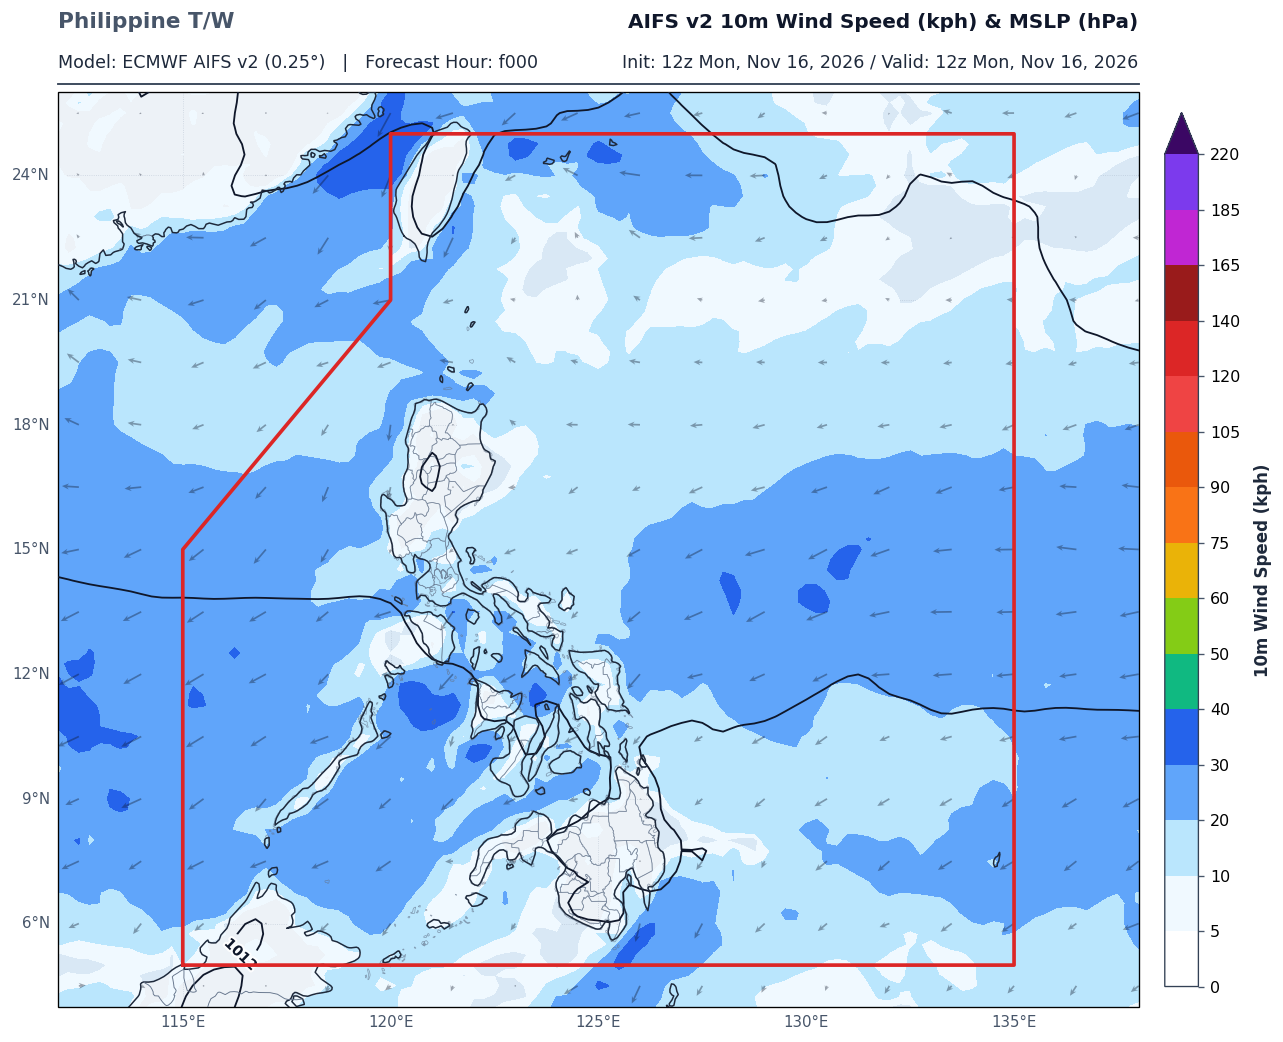 Philippine T/W
AIFS v2 10m Wind Speed (kph) & MSLP (hPa)
Model: ECMWF AIFS v2 (0.25°) | Forecast Hour: f000
Init: 12z Mon, Nov 16, 2026 / Valid: 12z Mon, Nov 16, 2026
24°N
21°N
18°N
15°N
12°N
9°N
6°N
1012
115°E
120°E
125°E
130°E
135°E
220
185
165
140
120
105
90
75
60
50
40
30
20
10
5
0
10m Wind Speed (kph)